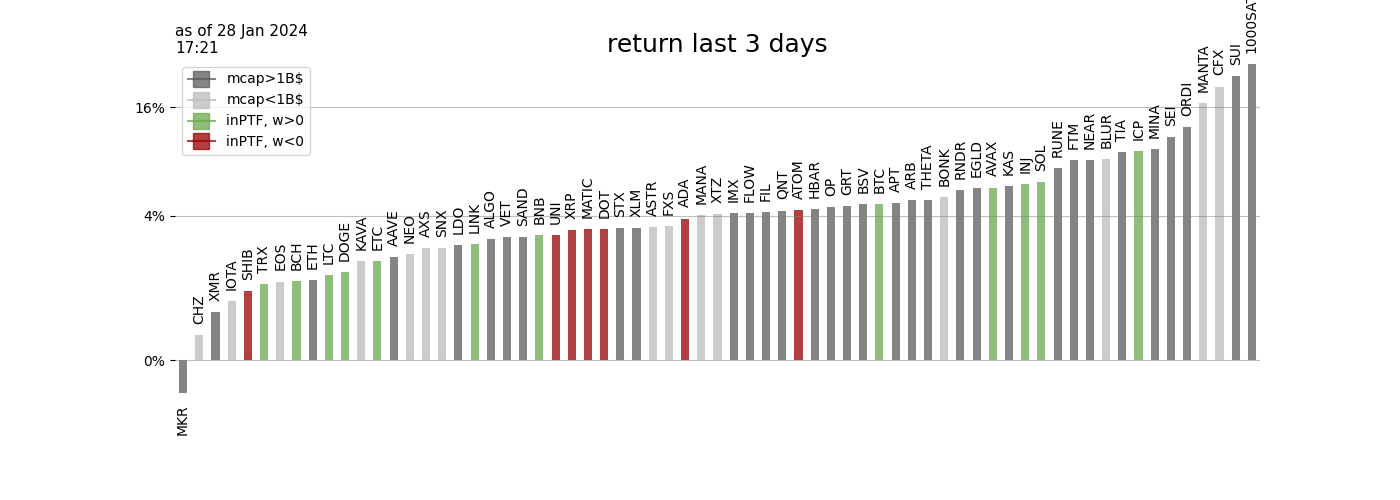 as of 28 Jan 2024
17:21
return last 3 days
mcap>1B$
mcap<1B$
inPTF, w>0
inPTF, w<0
16%
4%
0%
MKR
CHZ
XMR
IOTA
SHIB
TRX
EOS
BCH
ETH
LTC
DOGE
KAVA
ETC
AAVE
NEO
AXS
SNX
LDO
LINK
ALGO
VET
SAND
BNB
UNI
XRP
MATIC
DOT
STX
XLM
ASTR
FXS
ADA
MANA
XTZ
IMX
FLOW
FIL
QNT
ATOM
HBAR
OP
GRT
BSV
BTC
APT
ARB
THETA
BONK
RNDR
EGLD
AVAX
KAS
INJ
SOL
RUNE
FTM
NEAR
BLUR
TIA
ICP
MINA
SEI
ORDI
MANTA
CFX
SUI